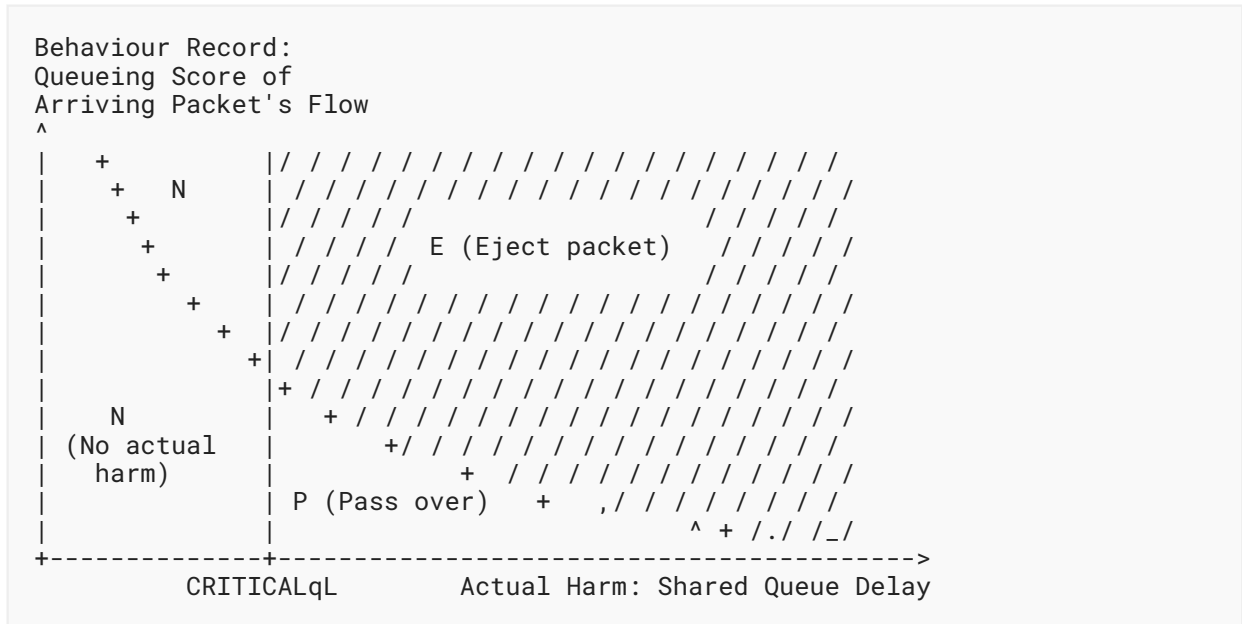 Behaviour Record:
Queueing Score of
Arriving Packet's Flow
^
|   +          |/ / / / / / / / / / / / / / / / / / /
|    +   N     | / / / / / / / / / / / / / / / / / / /
|     +        |/ / / / /                   / / / / /
|      +       | / / / / /  E (Eject packet)   / / / / /
|       +      |/ / / / /                   / / / / /
|         +    | / / / / / / / / / / / / / / / / / / /
|           +  |/ / / / / / / / / / / / / / / / / / /
|             +| / / / / / / / / / / / / / / / / / / /
|              |+ / / / / / / / / / / / / / / / / / /
|    N         |   + / / / / / / / / / / / / / / / / /
| (No actual   |       +/ / / / / / / / / / / / / / /
|   harm)      |            +  / / / / / / / / / / / /
|              | P (Pass over)   +   ,/ / / / / / / /
|              |                           ^ + /./ /_/
+--------------+------------------------------------------>
          CRITICALqL        Actual Harm: Shared Queue Delay